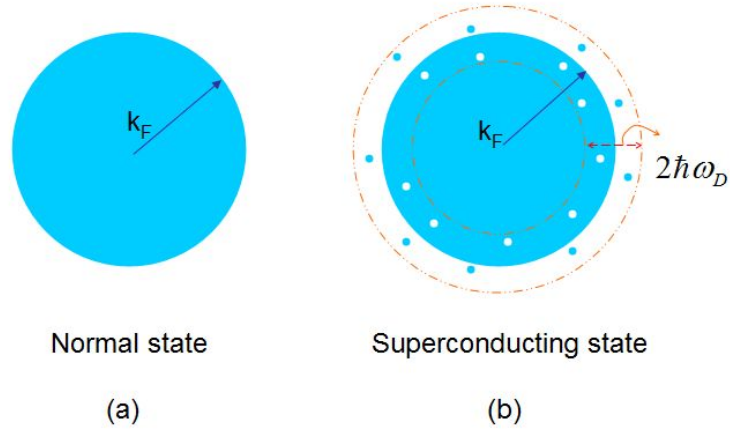 k_F
k_F
2ħω_D
Normal state
Superconducting state
(a)
(b)